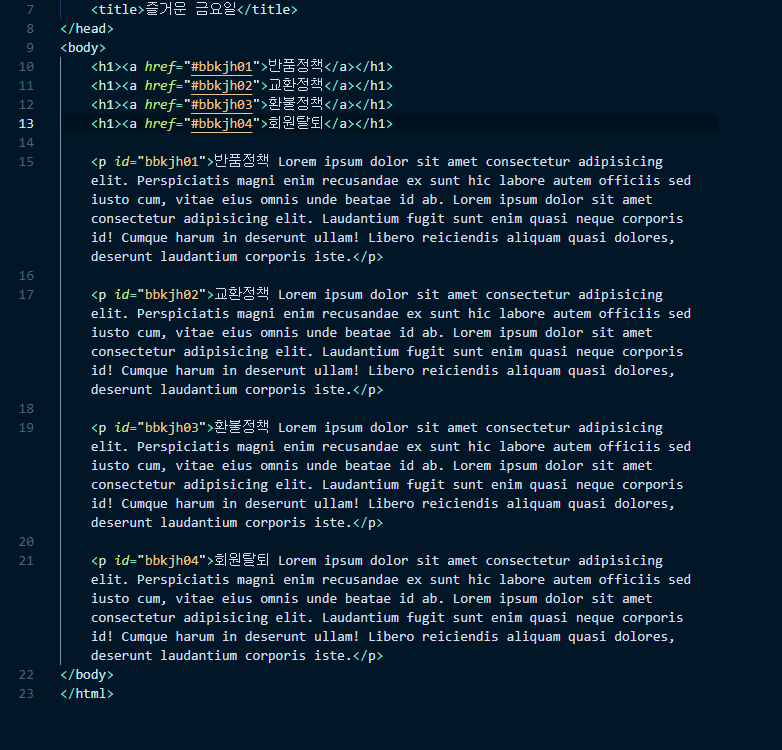 7 <title>즐거운 금요일</title>
8 </head>
9 <body>
10 <h1><a href="#bbkjh01">반품정책</a></h1>
11 <h1><a href="#bbkjh02">교환정책</a></h1>
12 <h1><a href="#bbkjh03">환불정책</a></h1>
13 <h1><a href="#bbkjh04">회원탈퇴</a></h1>
14
15 <p id="bbkjh01">반품정책 Lorem ipsum dolor sit amet consectetur adipisicing
elit. Perspiciatis magni enim recusandae ex sunt hic labore autem officiis sed
iusto cum, vitae eius omnis unde beatae id ab. Lorem ipsum dolor sit amet
consectetur adipisicing elit. Laudantium fugit sunt enim quasi neque corporis
id! Cumque harum in deserunt ullam! Libero reiciendis aliquam quasi dolores,
deserunt laudantium corporis iste.</p>
16
17 <p id="bbkjh02">교환정책 Lorem ipsum dolor sit amet consectetur adipisicing
elit. Perspiciatis magni enim recusandae ex sunt hic labore autem officiis sed
iusto cum, vitae eius omnis unde beatae id ab. Lorem ipsum dolor sit amet
consectetur adipisicing elit. Laudantium fugit sunt enim quasi neque corporis
id! Cumque harum in deserunt ullam! Libero reiciendis aliquam quasi dolores,
deserunt laudantium corporis iste.</p>
18
19 <p id="bbkjh03">환불정책 Lorem ipsum dolor sit amet consectetur adipisicing
elit. Perspiciatis magni enim recusandae ex sunt hic labore autem officiis sed
iusto cum, vitae eius omnis unde beatae id ab. Lorem ipsum dolor sit amet
consectetur adipisicing elit. Laudantium fugit sunt enim quasi neque corporis
id! Cumque harum in deserunt ullam! Libero reiciendis aliquam quasi dolores,
deserunt laudantium corporis iste.</p>
20
21 <p id="bbkjh04">회원탈퇴 Lorem ipsum dolor sit amet consectetur adipisicing
elit. Perspiciatis magni enim recusandae ex sunt hic labore autem officiis sed
iusto cum, vitae eius omnis unde beatae id ab. Lorem ipsum dolor sit amet
consectetur adipisicing elit. Laudantium fugit sunt enim quasi neque corporis
id! Cumque harum in deserunt ullam! Libero reiciendis aliquam quasi dolores,
deserunt laudantium corporis iste.</p>
22 </body>
23 </html>